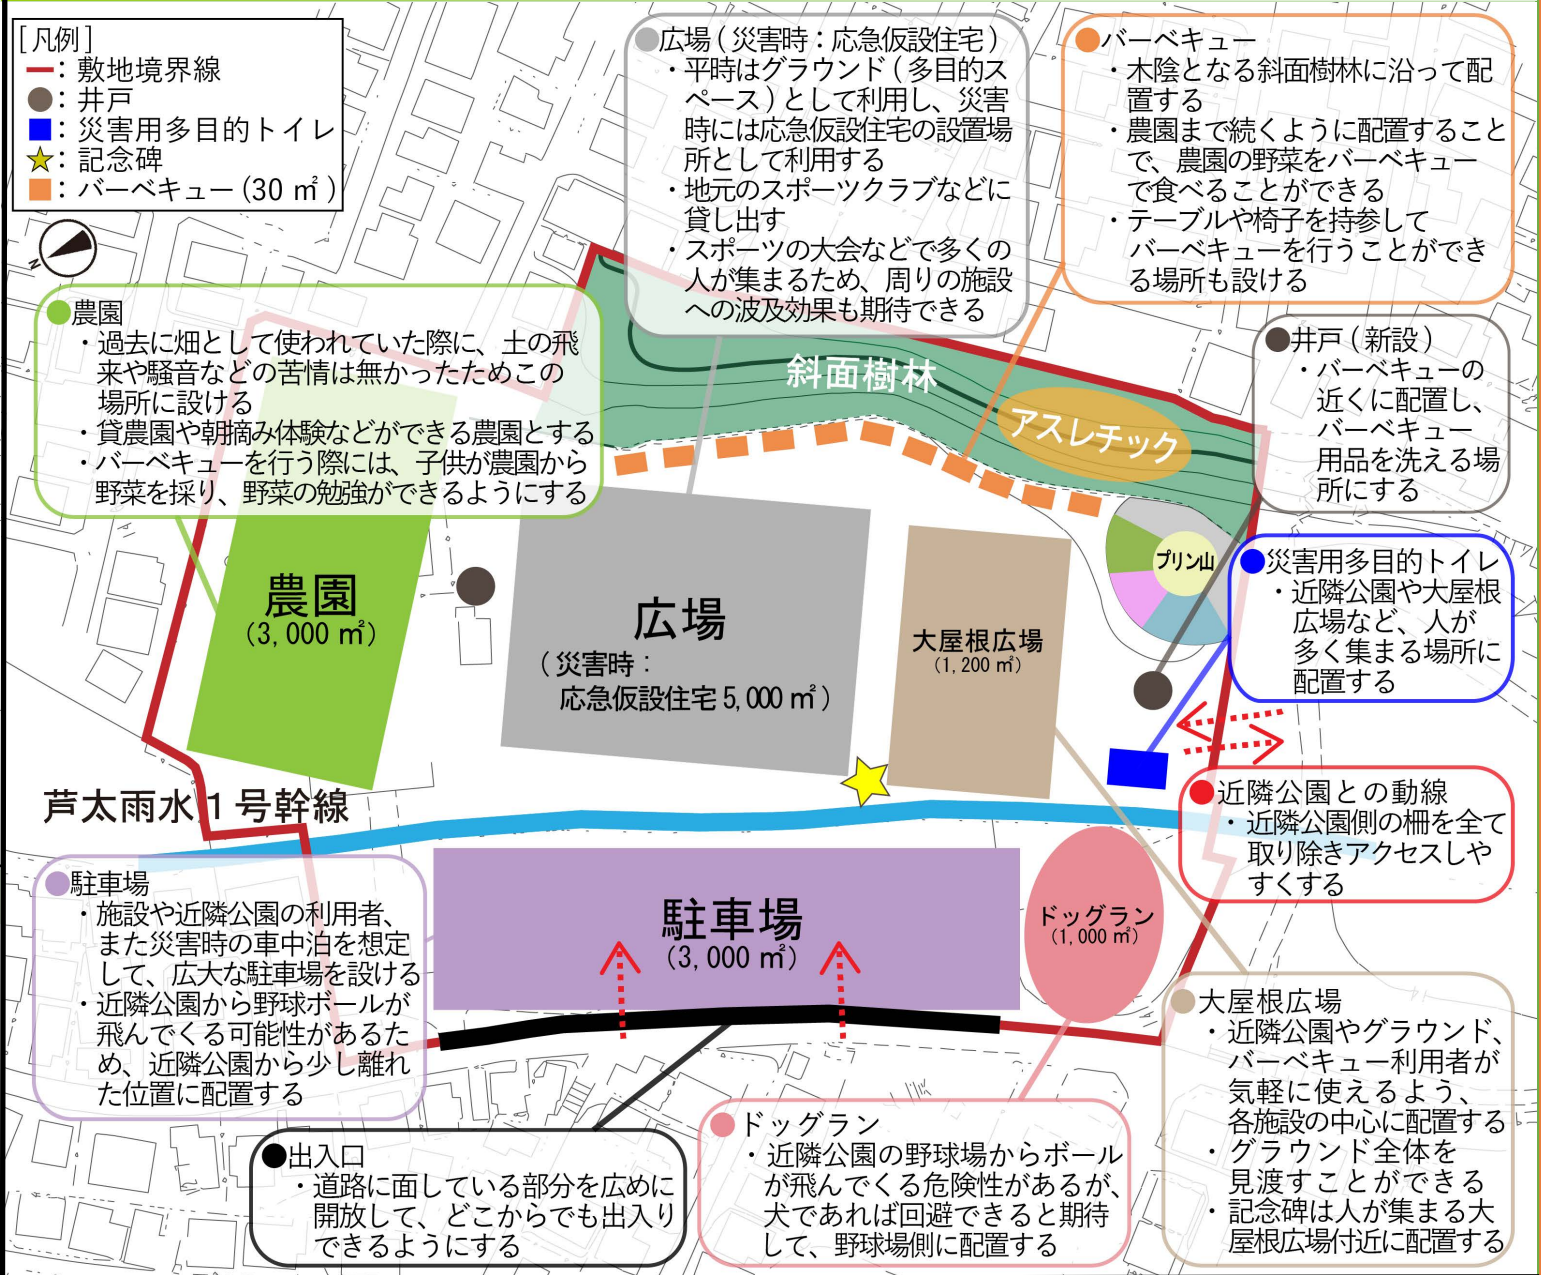 [凡例]
━：敷地境界線
●：井戸
■：災害用多目的トイレ
★：記念碑
■：バーベキュー(30 ㎡)
N
●広場(災害時：応急仮設住宅)
・平時はグラウンド(多目的ス
ペース)として利用し、災害
時には応急仮設住宅の設置場
所として利用する
・地元のスポーツクラブなどに
貸し出す
・スポーツの大会などで多くの
人が集まるため、周りの施設
への波及効果も期待できる
●バーベキュー
・木陰となる斜面樹林に沿って配
置する
・農園まで続くように配置すること
で、農園の野菜をバーベキュー
で食べることができる
・テーブルや椅子を持参して
バーベキューを行うことができ
る場所も設ける
●農園
・過去に畑として使われていた際に、土の飛
来や騒音などの苦情は無かったためこの
場所に設ける
・貸農園や朝摘み体験などができる農園とする
・バーベキューを行う際には、子供が農園から
野菜を採り、野菜の勉強ができるようにする
●井戸(新設)
・バーベキューの
近くに配置し、
バーベキュー
用品を洗える場
所にする
斜面樹林
アスレチック
プリン山
●災害用多目的トイレ
・近隣公園や大屋根
広場など、人が
多く集まる場所に
配置する
農園
(3,000 ㎡)
広場
(災害時：
応急仮設住宅 5,000 ㎡)
大屋根広場
(1,200 ㎡)
芦太雨水1号幹線
●近隣公園との動線
・近隣公園側の柵を全て
取り除きアクセスしや
すくする
●駐車場
・施設や近隣公園の利用者、
また災害時の車中泊を想定
して、広大な駐車場を設ける
・近隣公園から野球ボールが
飛んでくる可能性があるた
め、近隣公園から少し離れ
た位置に配置する
駐車場
(3,000 ㎡)
ドッグラン
(1,000 ㎡)
●大屋根広場
・近隣公園やグラウンド、
バーベキュー利用者が
気軽に使えるよう、
各施設の中心に配置する
・グラウンド全体を
見渡すことができる
・記念碑は人が集まる大
屋根広場付近に配置する
●出入口
・道路に面している部分を広めに
開放して、どこからでも出入り
できるようにする
●ドッグラン
・近隣公園の野球場からボール
が飛んでくる危険性があるが、
犬であれば回避できると期待
して、野球場側に配置する